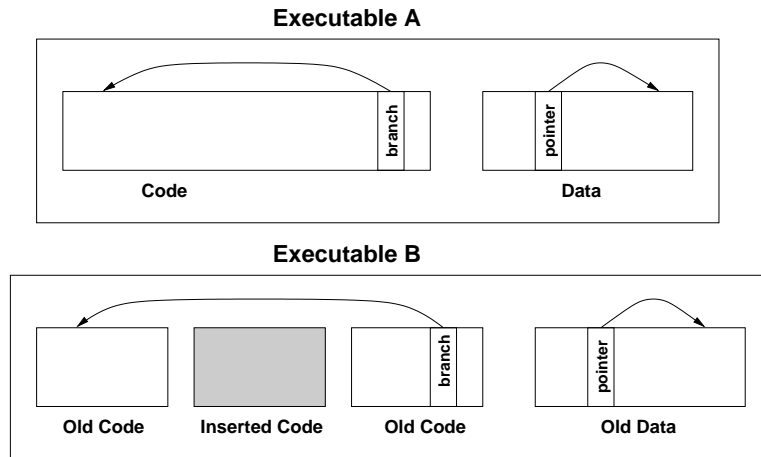 Executable A
branch
pointer
Code
Data
Executable B
branch
pointer
Old Code
Inserted Code
Old Code
Old Data